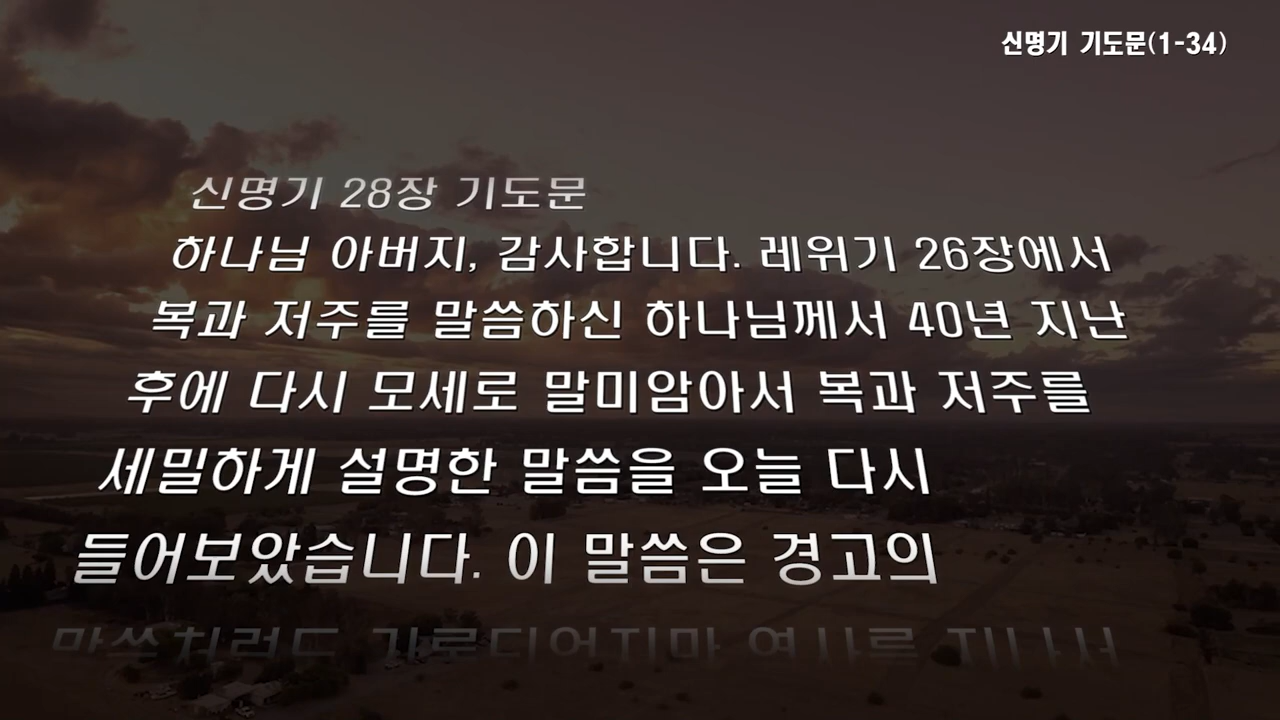 신명기 기도문(1-34)
신명기 28장 기도문
하나님 아버지, 감사합니다. 레위기 26장에서
복과 저주를 말씀하신 하나님께서 40년 지난
후에 다시 모세로 말미암아서 복과 저주를
세밀하게 설명한 말씀을 오늘 다시
들어보았습니다. 이 말씀은 경고의